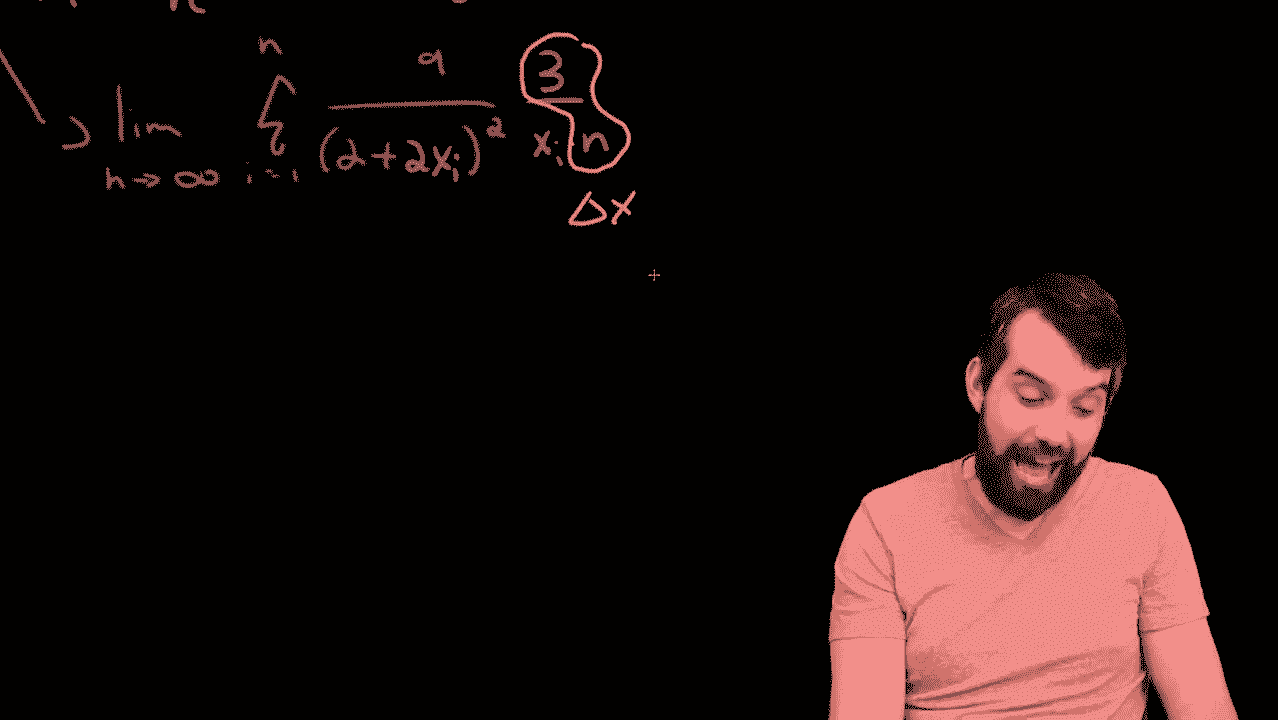 lim n→∞ Σ i=1 n 9/(2+2xᵢ)² 3/(xᵢ n)
Δx